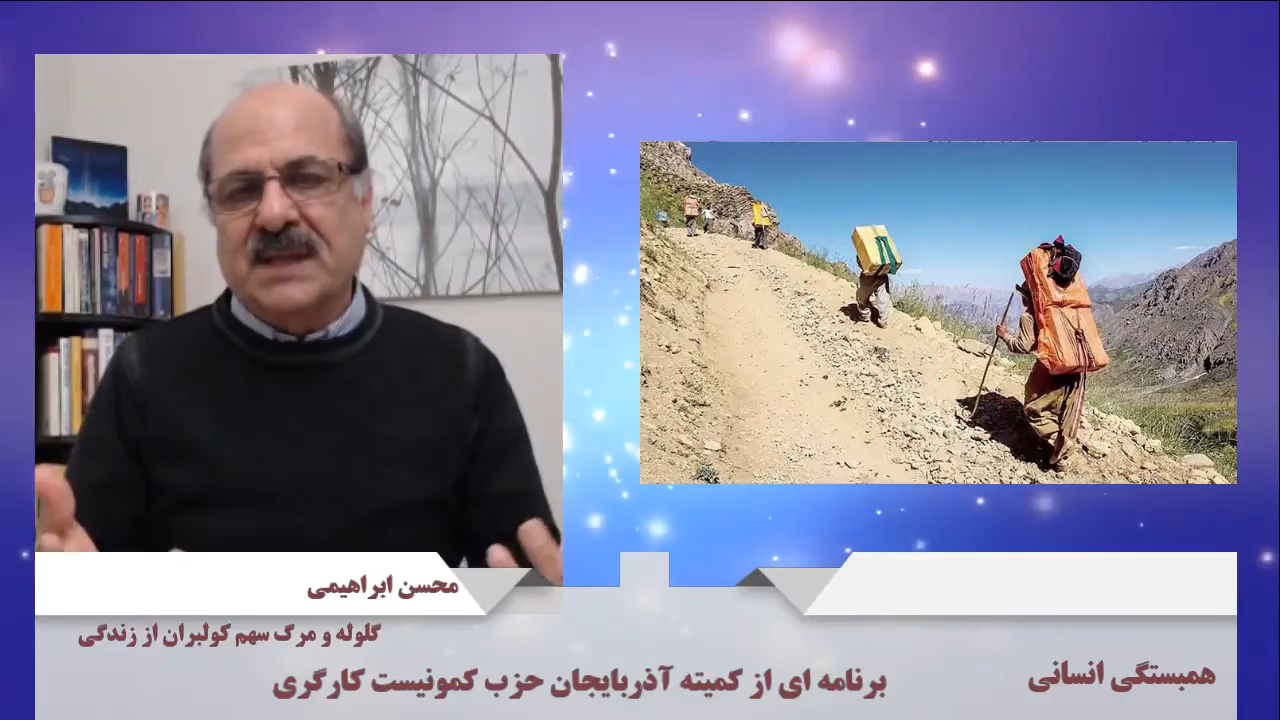 محسن ابراهیمی
گلوله و مرگ سهم کولبران از زندگی
همبستگی انسانی
برنامه ای از کمیته آذربایجان حزب کمونیست کارگری